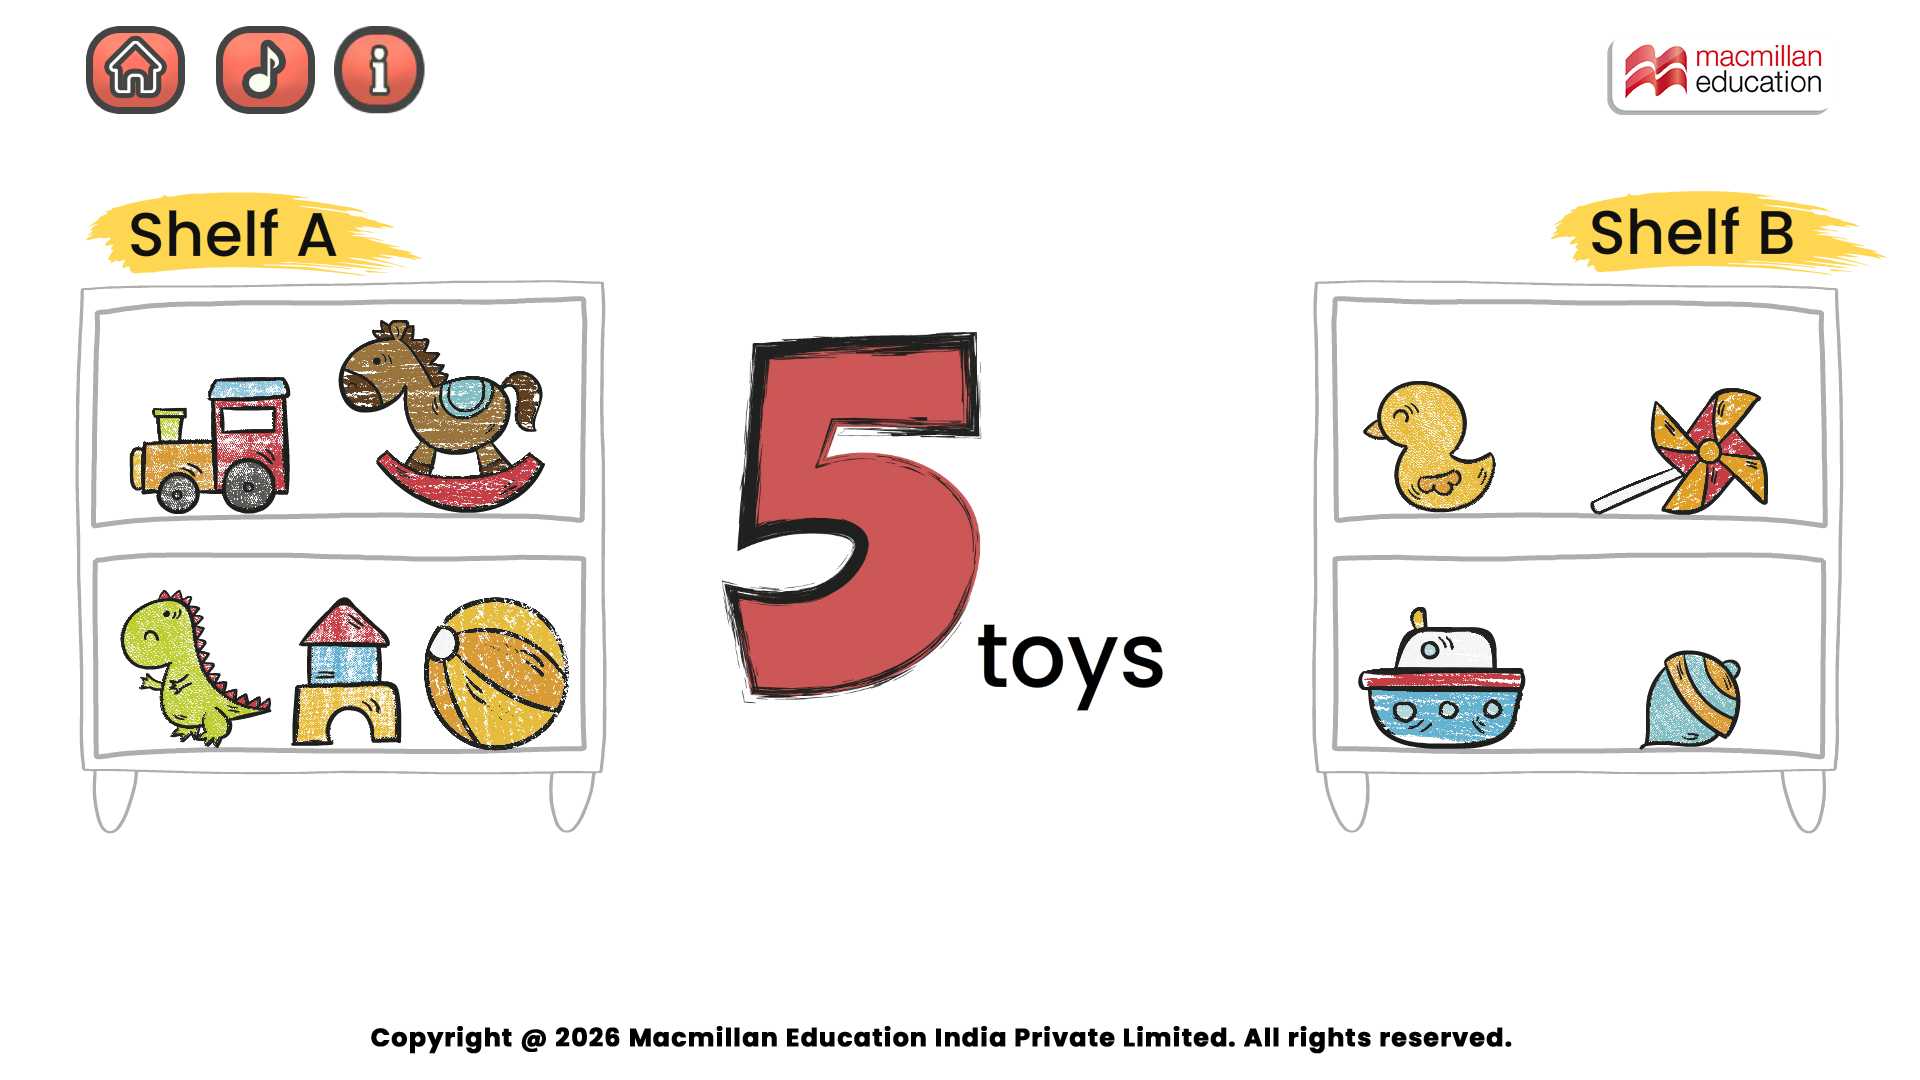 macmillan
education
Shelf A
Shelf B
5 toys
Copyright @ 2026 Macmillan Education India Private Limited. All rights reserved.